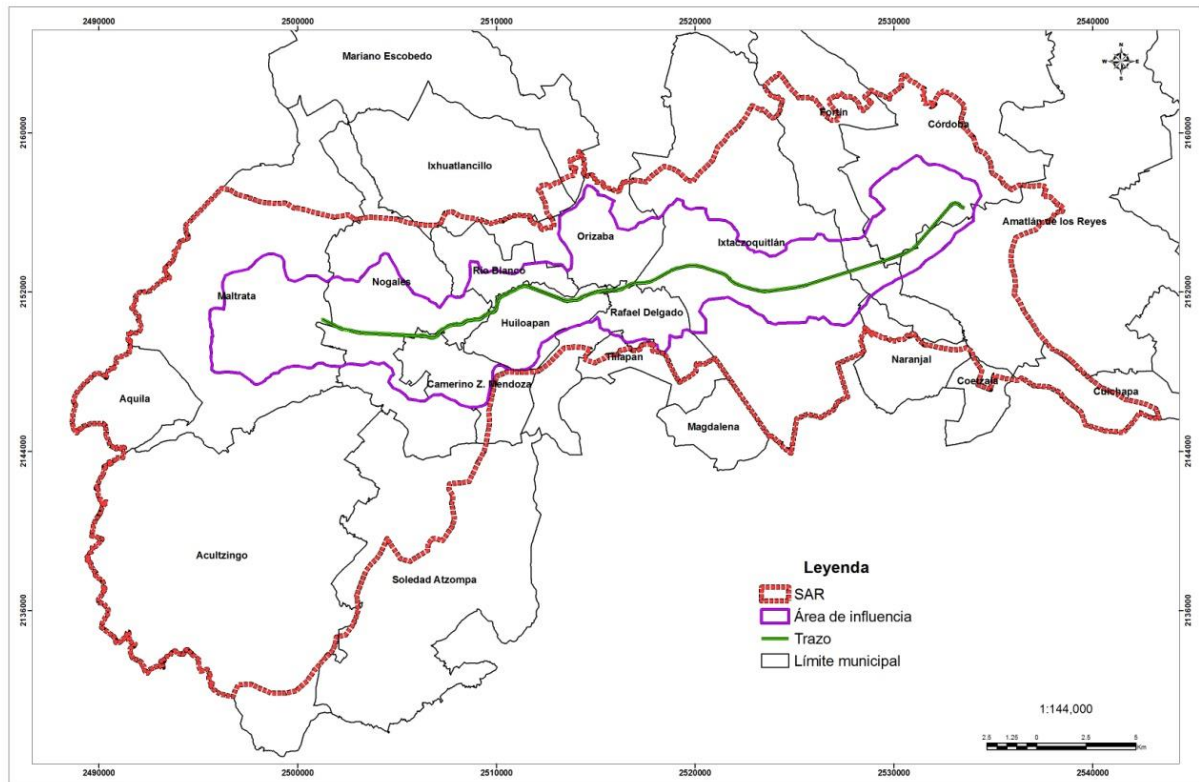 2490000 2500000 2510000 2520000 2530000 2540000
Mariano Escobedo
N
W E
S
Fortín
Córdoba
2160000 2160000
Ixhuatlancillo
Amatlán de los Reyes
Orizaba
Ixtaczoquitlán
Río Blanco
Nogales
Maltrata
2152000 2152000
Rafael Delgado
Huiloapan
Tlilapan
Naranjal
Coetzala
Camerino Z. Mendoza
Cuichapa
Aquila
Magdalena
2144000 2144000
Acultzingo
Soledad Atzompa
Leyenda
SAR
Área de influencia
Trazo
Límite municipal
2136000 2136000
1:144,000
2.5 1.25 0 2.5 5
Km
2490000 2500000 2510000 2520000 2530000 2540000